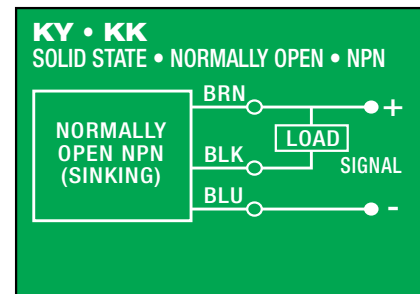 KY • KK
SOLID STATE • NORMALLY OPEN • NPN
BRN
+
NORMALLY
OPEN NPN
(SINKING)
LOAD
BLK
SIGNAL
BLU
-